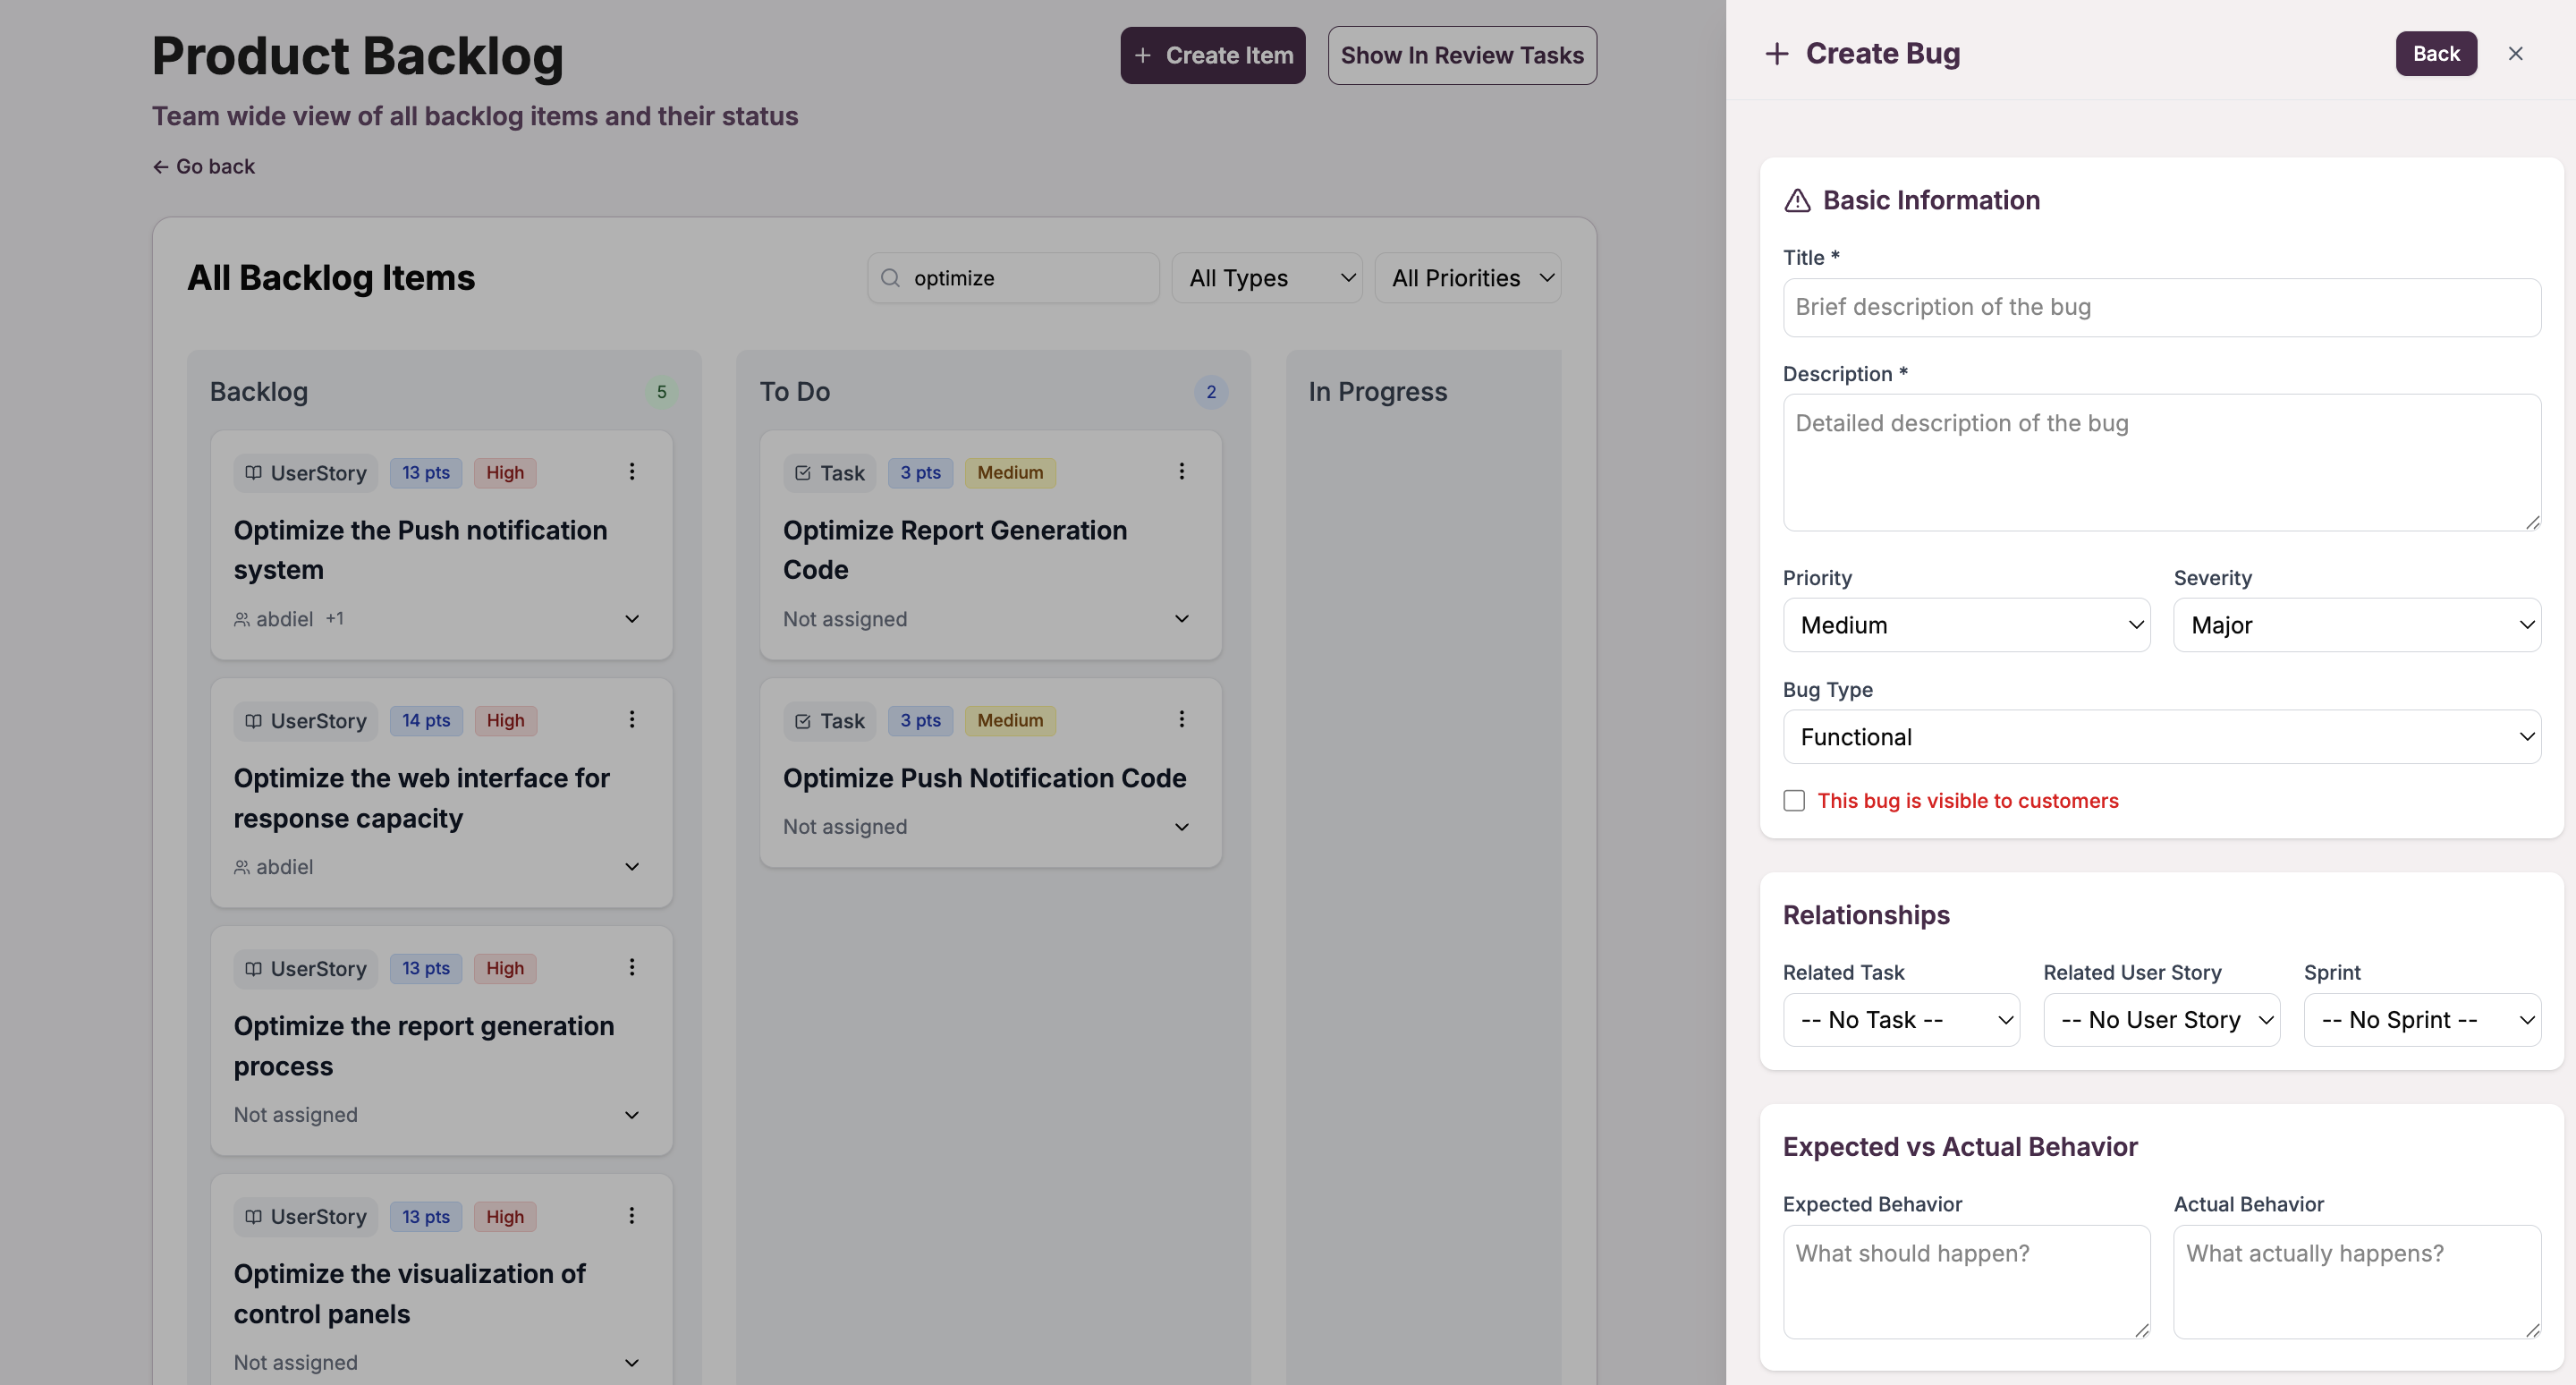 Product Backlog
Create Item
Show In Review Tasks
Team wide view of all backlog items and their status
← Go back
All Backlog Items
optimize
All Types
All Priorities
Backlog
5
UserStory
13 pts
High
Optimize the Push notification
system
abdiel +1
UserStory
14 pts
High
Optimize the web interface for
response capacity
abdiel
UserStory
13 pts
High
Optimize the report generation
process
Not assigned
UserStory
13 pts
High
Optimize the visualization of
control panels
Not assigned
To Do
2
Task
3 pts
Medium
Optimize Report Generation
Code
Not assigned
Task
3 pts
Medium
Optimize Push Notification Code
Not assigned
In Progress
Create Bug
Back
Basic Information
Title *
Brief description of the bug
Description *
Detailed description of the bug
Priority
Medium
Severity
Major
Bug Type
Functional
This bug is visible to customers
Relationships
Related Task
-- No Task --
Related User Story
-- No User Story
Sprint
-- No Sprint --
Expected vs Actual Behavior
Expected Behavior
What should happen?
Actual Behavior
What actually happens?